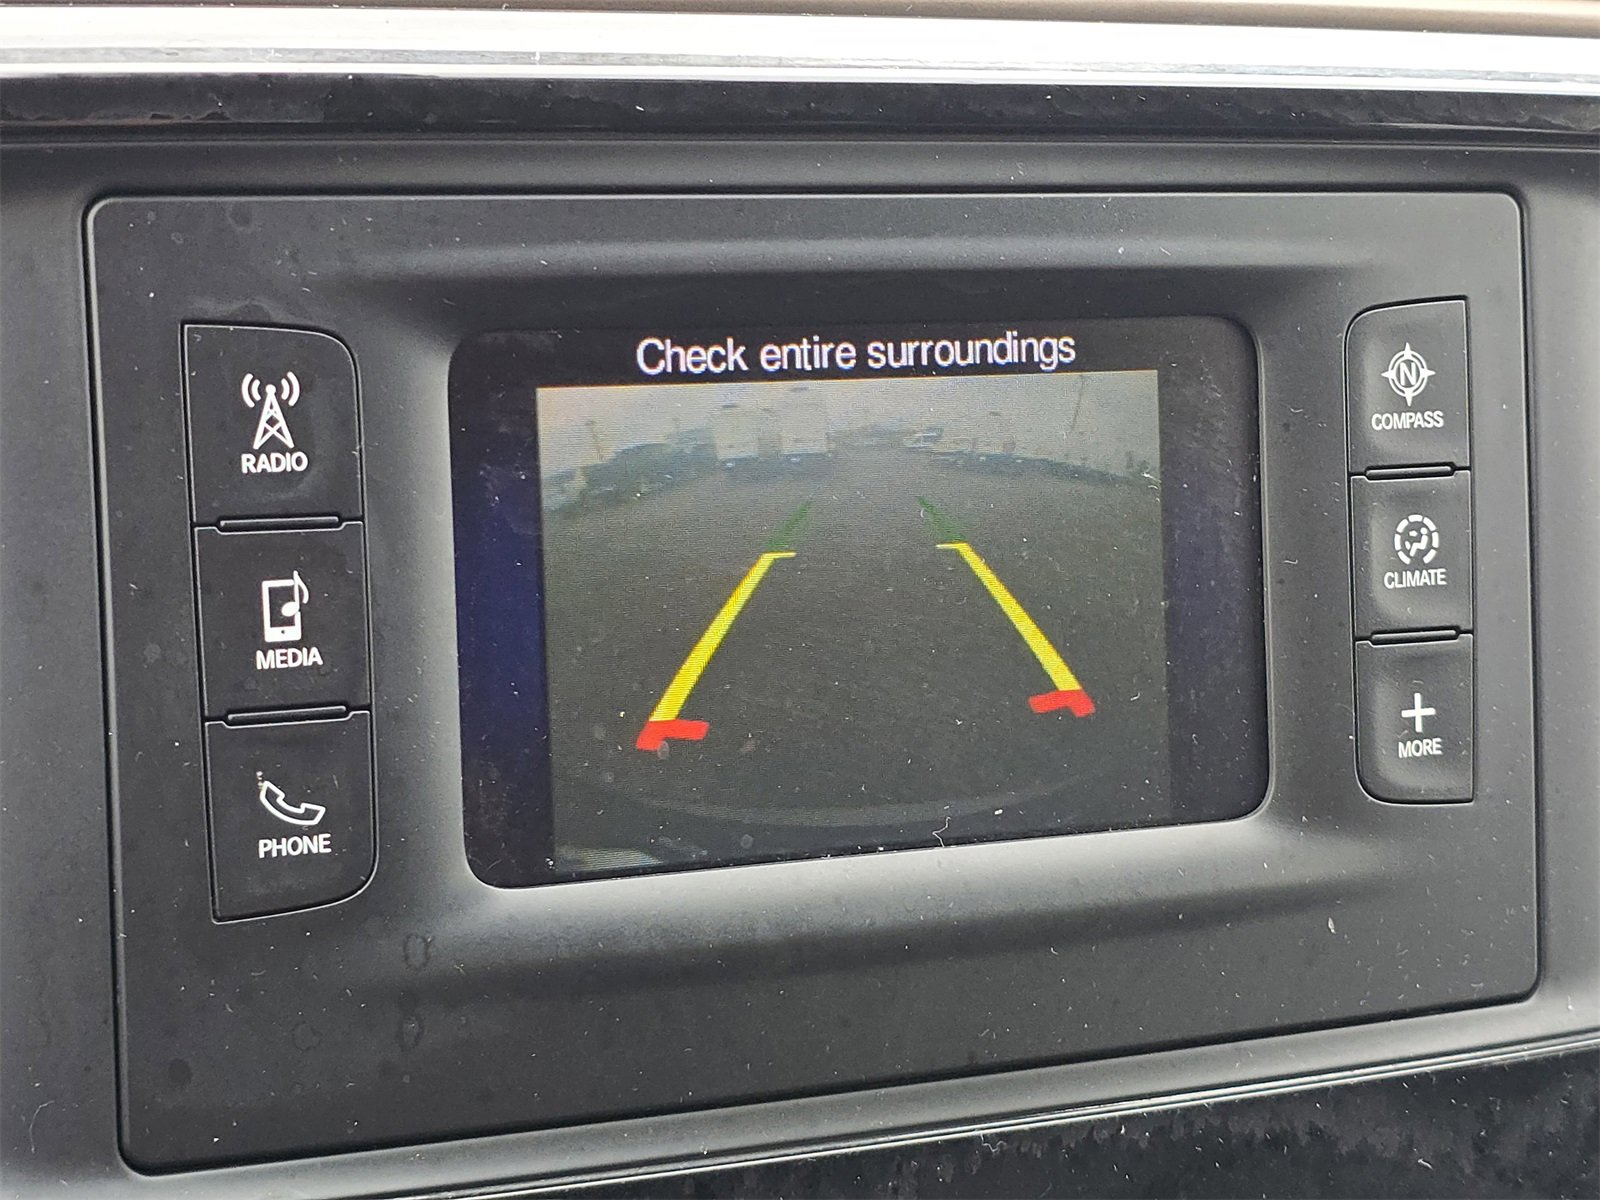 Check entire surroundings
RADIO
MEDIA
PHONE
N
COMPASS
CLIMATE
MORE